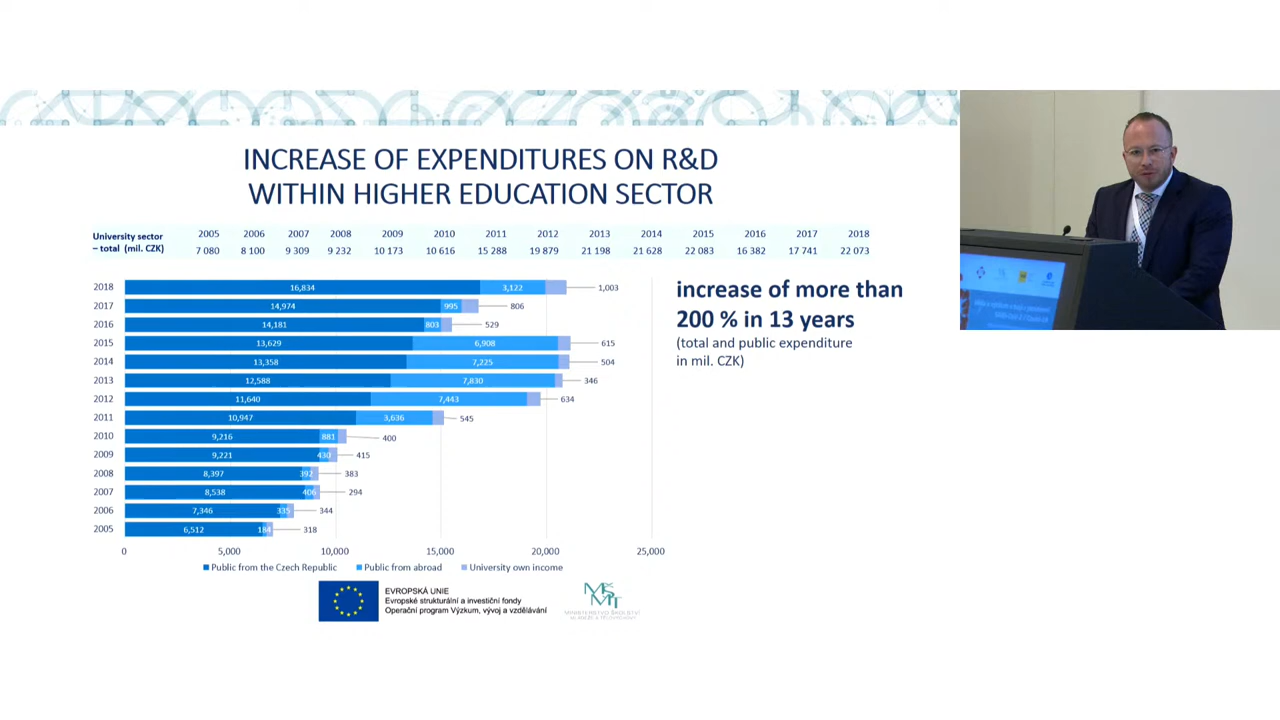 INCREASE OF EXPENDITURES ON R&D
WITHIN HIGHER EDUCATION SECTOR
University sector
– total (mil. CZK)
2005 2006 2007 2008 2009 2010 2011 2012 2013 2014 2015 2016 2017 2018
7 080 8 100 9 309 9 232 10 173 10 616 15 288 19 879 21 198 21 628 22 083 16 382 17 741 22 073
2018 16,834 3,122 1,003
2017 14,974 995 806
2016 14,181 803 529
2015 13,629 6,908 615
2014 13,358 7,225 504
2013 12,588 7,830 346
2012 11,640 7,443 634
2011 10,947 3,636 545
2010 9,216 881 400
2009 9,221 430 415
2008 8,397 392 383
2007 8,538 406 294
2006 7,346 335 344
2005 6,512 184 318
0 5,000 10,000 15,000 20,000 25,000
Public from the Czech Republic Public from abroad University own income
increase of more than
200 % in 13 years
(total and public expenditure
in mil. CZK)
EVROPSKÁ UNIE
Evropské strukturální a investiční fondy
Operační program Výzkum, vývoj a vzdělávání
MŠMT
MINISTERSTVO ŠKOLSTVÍ
MLÁDEŽE A TĚLOVÝCHOVY